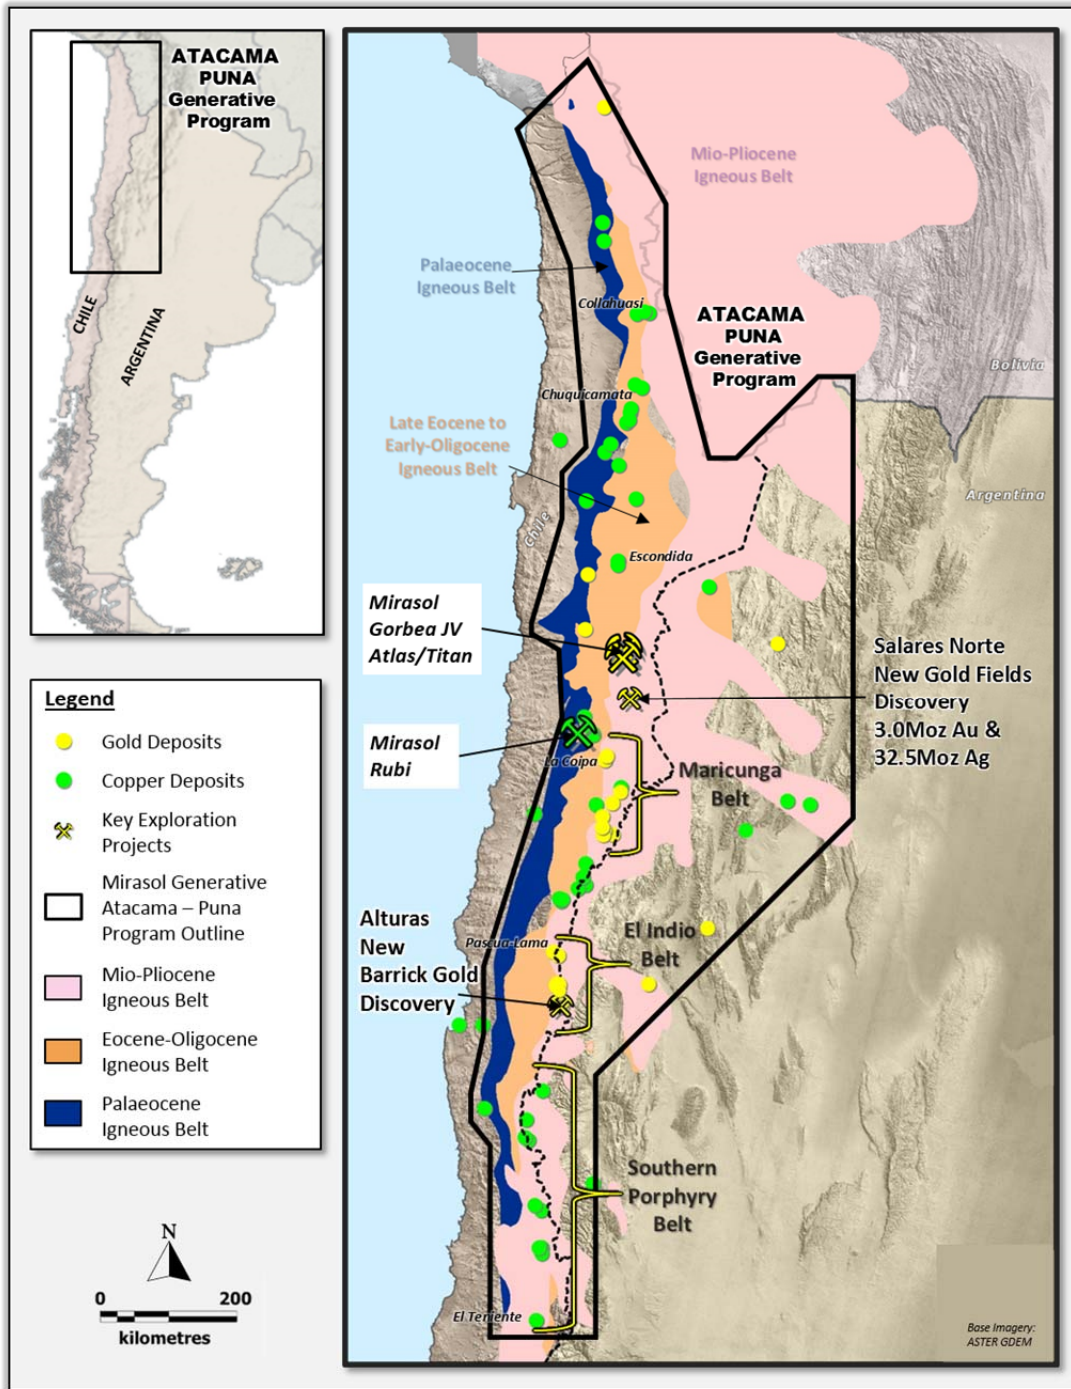 ATACAMA
PUNA
Generative
Program
CHILE
ARGENTINA
Legend
Gold Deposits
Copper Deposits
Key Exploration
Projects
Mirasol Generative
Atacama – Puna
Program Outline
Mio-Pliocene
Igneous Belt
Eocene-Oligocene
Igneous Belt
Palaeocene
Igneous Belt
N
0 200
kilometres
Mio-Pliocene
Igneous Belt
Palaeocene
Igneous Belt
Collahuasi
ATACAMA
PUNA
Generative
Program
Bolivia
Chuquicamata
Late Eocene to
Early-Oligocene
Igneous Belt
Argentina
Chile
Escondida
Mirasol
Gorbea JV
Atlas/Titan
Salares Norte
New Gold Fields
Discovery
3.0Moz Au &
32.5Moz Ag
Mirasol
Rubi
La Coipa
Maricunga
Belt
Alturas
New
Barrick Gold
Discovery
Pascua-Lama
El Indio
Belt
Southern
Porphyry
Belt
El Teniente
Base Imagery:
ASTER GDEM